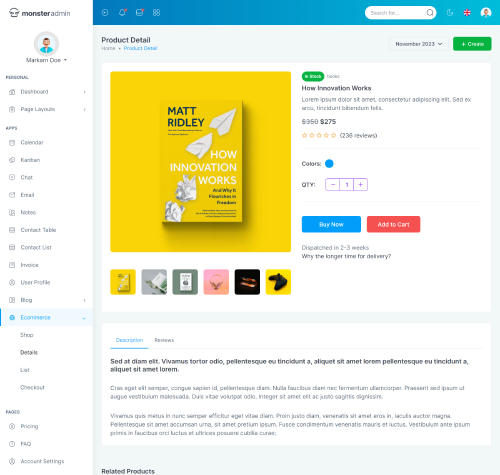 monsteradmin
Search for...
Markarn Doe
PERSONAL
Dashboard
Page Layouts
APPS
Calendar
Kanban
Chat
Email
Notes
Contact Table
Contact List
Invoice
User Profile
Blog
Ecommerce
Shop
Details
List
Checkout
PAGES
Pricing
FAQ
Account Settings
Product Detail
Home • Product Detail
November 2023
+ Create
MATT
RIDLEY
HOW
INNOVATION
WORKS
And Why It
Flourishes in
Freedom
In Stock books
How Innovation Works
Lorem ipsum dolor sit amet, consectetur adipiscing elit. Sed ex
arcu, tincidunt bibendum felis.
$350 $275
(236 reviews)
Colors:
QTY: − 1 +
Buy Now Add to Cart
Dispatched in 2-3 weeks
Why the longer time for delivery?
Description Reviews
Sed at diam elit. Vivamus tortor odio, pellentesque eu tincidunt a, aliquet sit amet lorem pellentesque eu tincidunt a,
aliquet sit amet lorem.
Cras eget elit semper, congue sapien id, pellentesque diam. Nulla faucibus diam nec fermentum ullamcorper. Praesent sed ipsum ut
augue vestibulum malesuada. Duis vitae volutpat odio. Integer sit amet elit ac justo sagittis dignissim.
Vivamus quis metus in nunc semper efficitur eget vitae diam. Proin justo diam, venenatis sit amet eros in, iaculis auctor magna.
Pellentesque sit amet accumsan urna, sit amet pretium ipsum. Fusce condimentum venenatis mauris et luctus. Vestibulum ante ipsum
primis in faucibus orci luctus et ultrices posuere cubilia curae;
Related Products